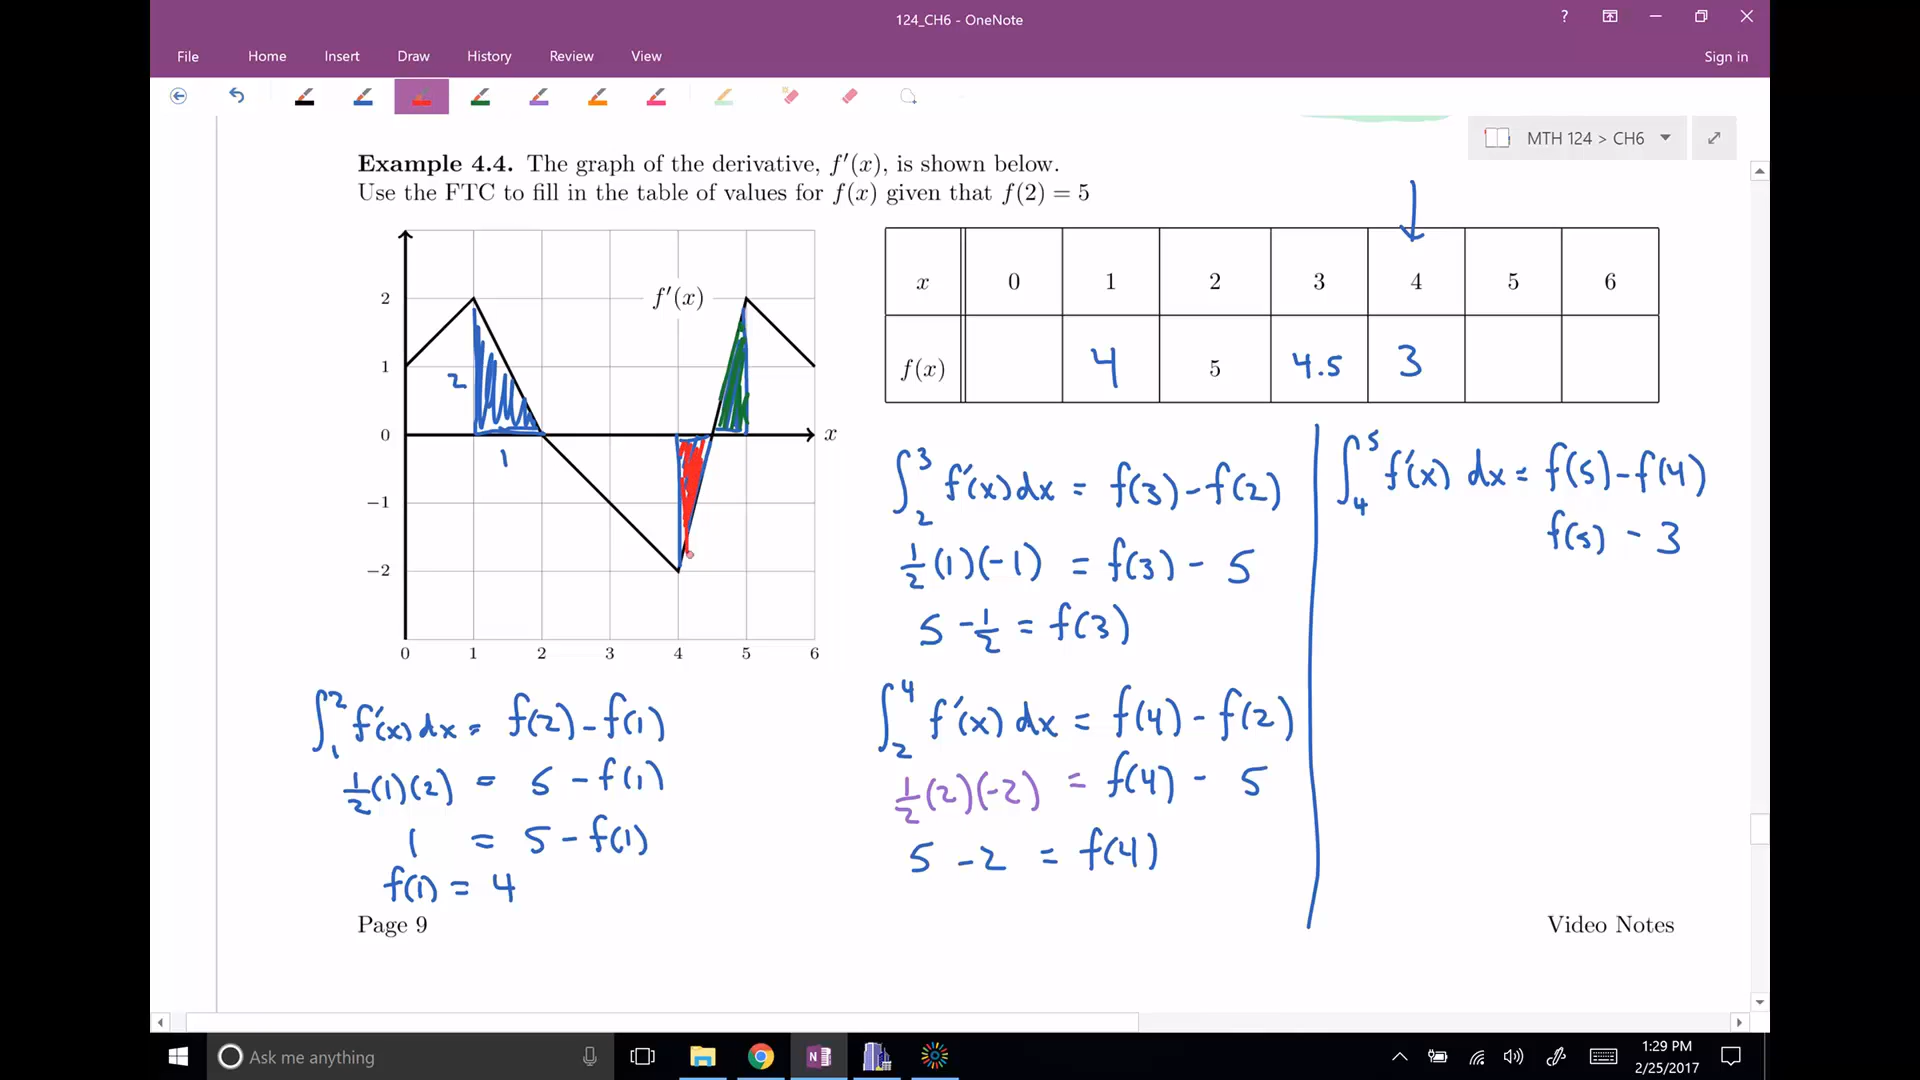 124_CH6 - OneNote
?
File Home Insert Draw History Review View
Sign in
MTH 124 > CH6
Example 4.4. The graph of the derivative, f′(x), is shown below.
Use the FTC to fill in the table of values for f(x) given that f(2) = 5
f′(x)
2
1
0
−1
−2
x
0 1 2 3 4 5 6
2
1
x 0 1 2 3 4 5 6
f(x) 4 5 4.5 3
∫₂³ f′(x) dx = f(3) - f(2)
½(1)(-1) = f(3) - 5
5 - ½ = f(3)
∫₄⁵ f′(x) dx = f(5) - f(4)
f(5) - 3
∫₁² f′(x) dx = f(2) - f(1)
½(1)(2) = 5 - f(1)
1 = 5 - f(1)
f(1) = 4
∫₂⁴ f′(x) dx = f(4) - f(2)
½(2)(-2) = f(4) - 5
5 - 2 = f(4)
Page 9
Video Notes
Ask me anything
1:29 PM
2/25/2017